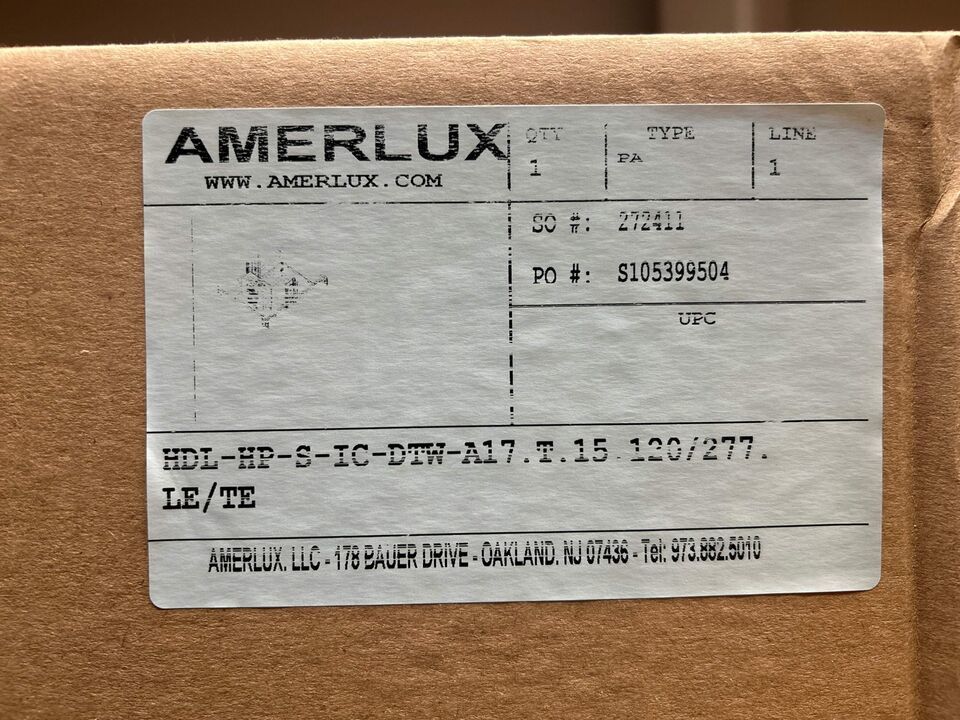 AMERLUX
WWW.AMERLUX.COM
QTY
1
TYPE
PA
LINE
1
SO #: 272411
PO #: S105399504
UPC
HDL-HP-S-IC-DTW-A17.T.15.120/277.
LE/TE
AMERLUX, LLC - 178 BAUER DRIVE - OAKLAND, NJ 07436 - Tel: 973.882.5010